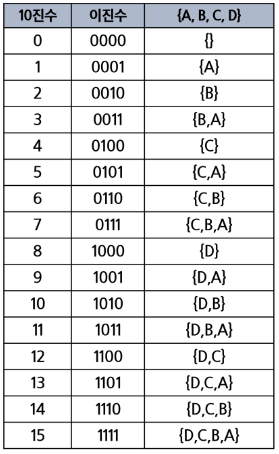 10진수 이진수 {A, B, C, D}
0 0000 {}
1 0001 {A}
2 0010 {B}
3 0011 {B,A}
4 0100 {C}
5 0101 {C,A}
6 0110 {C,B}
7 0111 {C,B,A}
8 1000 {D}
9 1001 {D,A}
10 1010 {D,B}
11 1011 {D,B,A}
12 1100 {D,C}
13 1101 {D,C,A}
14 1110 {D,C,B}
15 1111 {D,C,B,A}